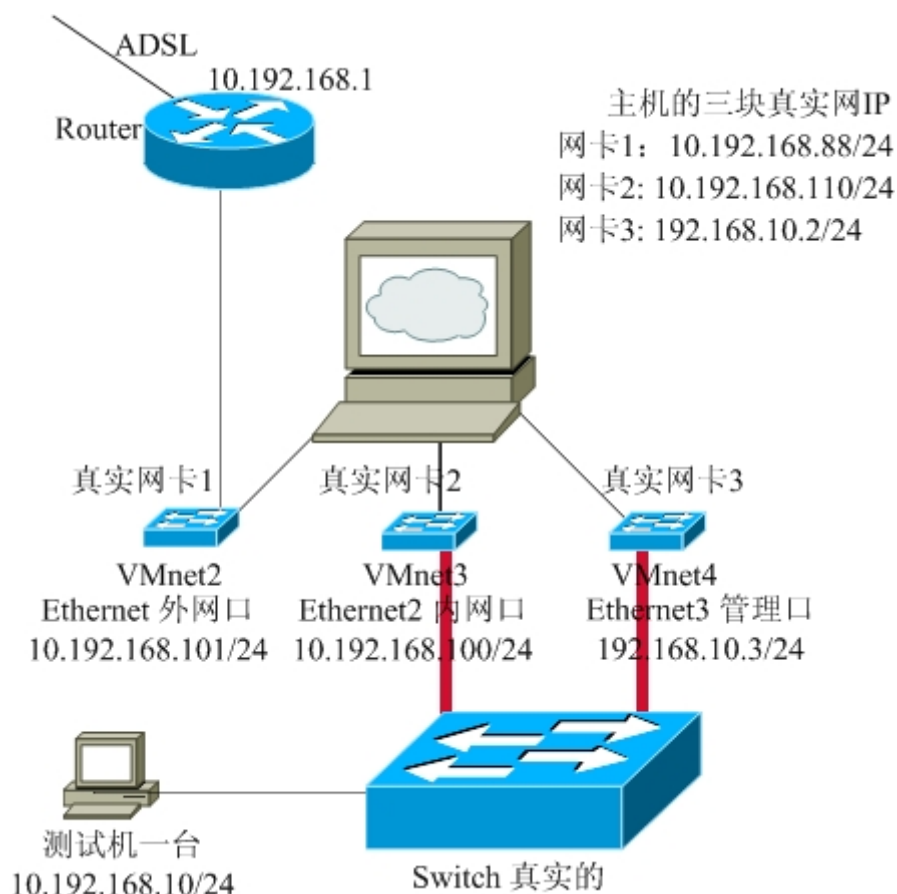 ADSL
10.192.168.1
Router
主机的三块真实网IP
网卡1：10.192.168.88/24
网卡2: 10.192.168.110/24
网卡3: 192.168.10.2/24
真实网卡1
真实网卡2
真实网卡3
VMnet2
Ethernet 外网口
10.192.168.101/24
VMnet3
Ethernet2 内网口
10.192.168.100/24
VMnet4
Ethernet3 管理口
192.168.10.3/24
测试机一台
10.192.168.10/24
Switch 真实的